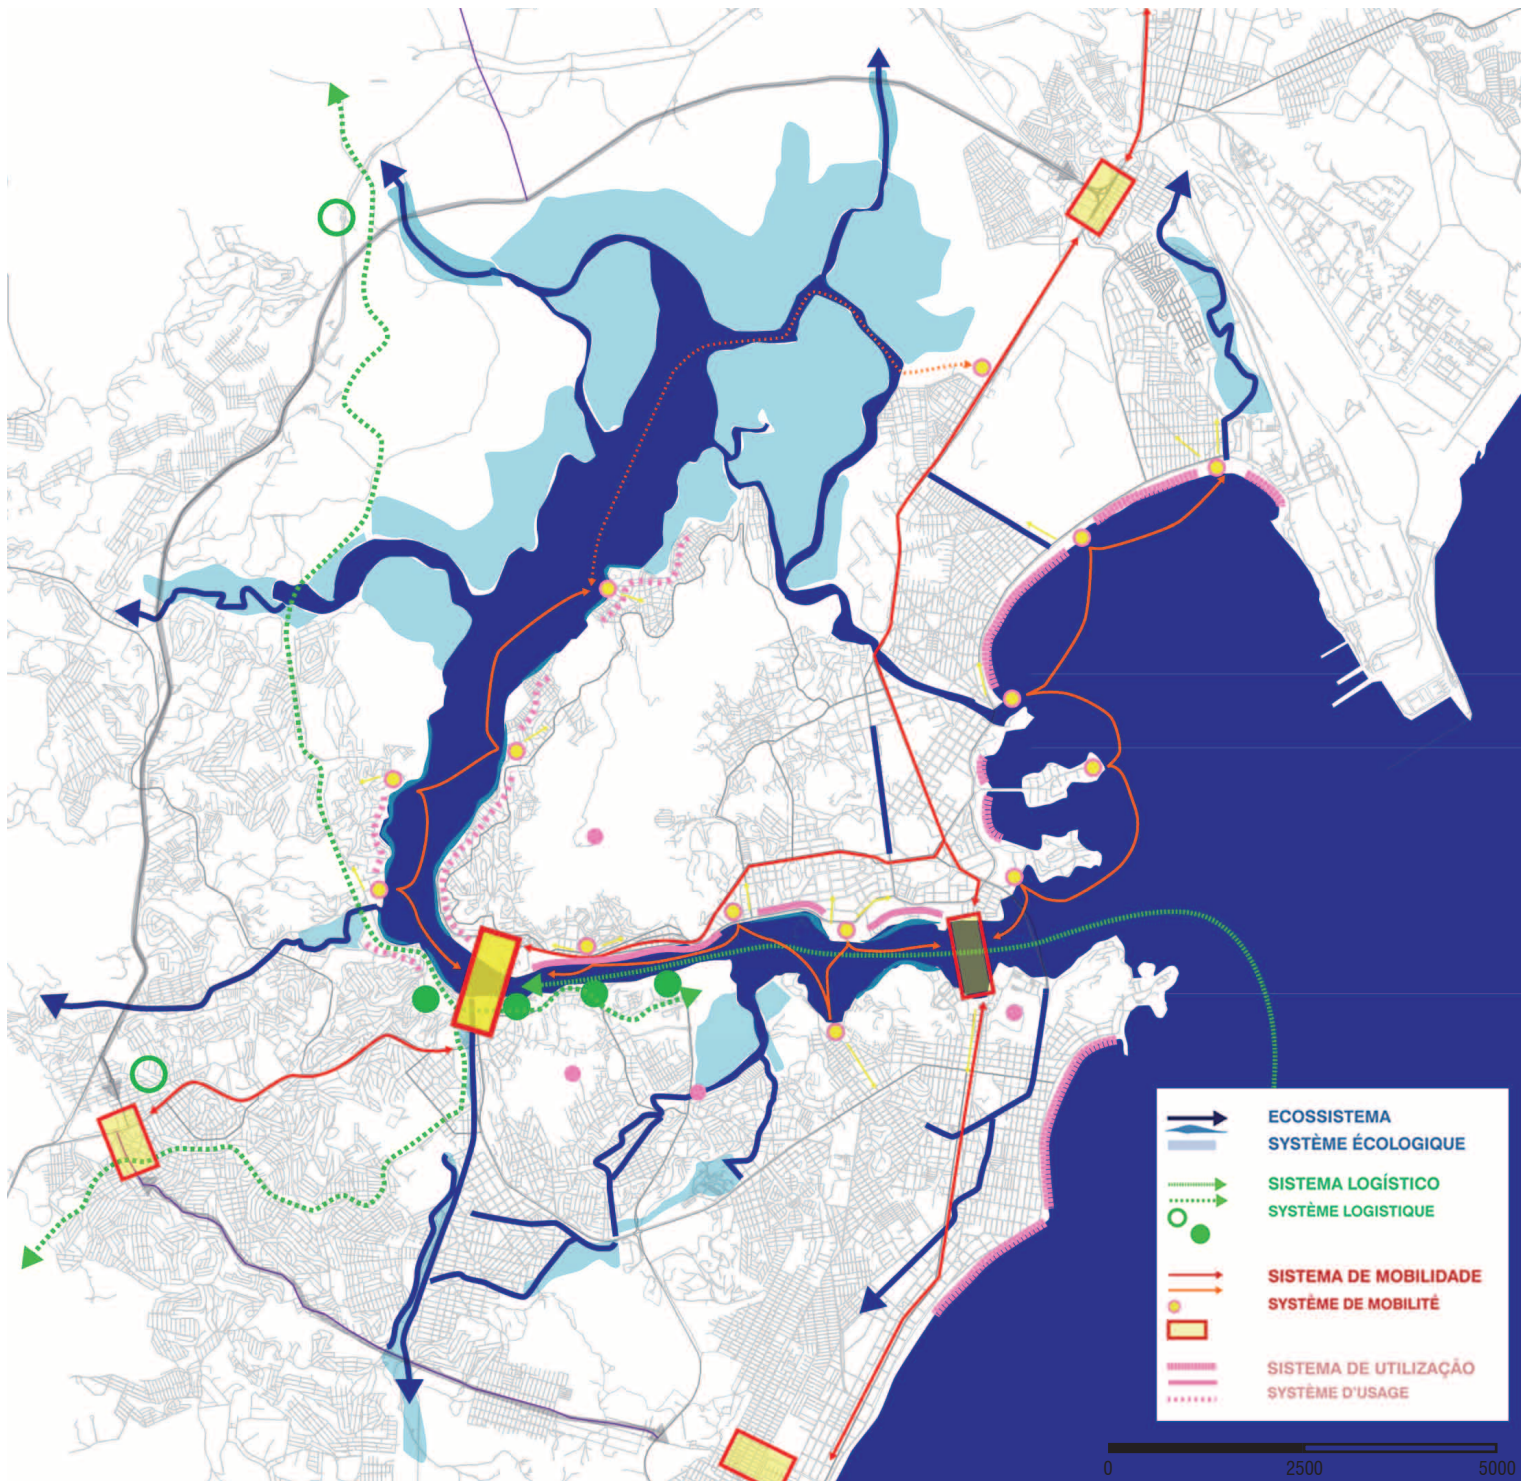 ECOSSISTEMA
SYSTÈME ÉCOLOGIQUE
SISTEMA LOGÍSTICO
SYSTÈME LOGISTIQUE
SISTEMA DE MOBILIDADE
SYSTÈME DE MOBILITÉ
SISTEMA DE UTILIZAÇÃO
SYSTÈME D'USAGE
0 2500 5000